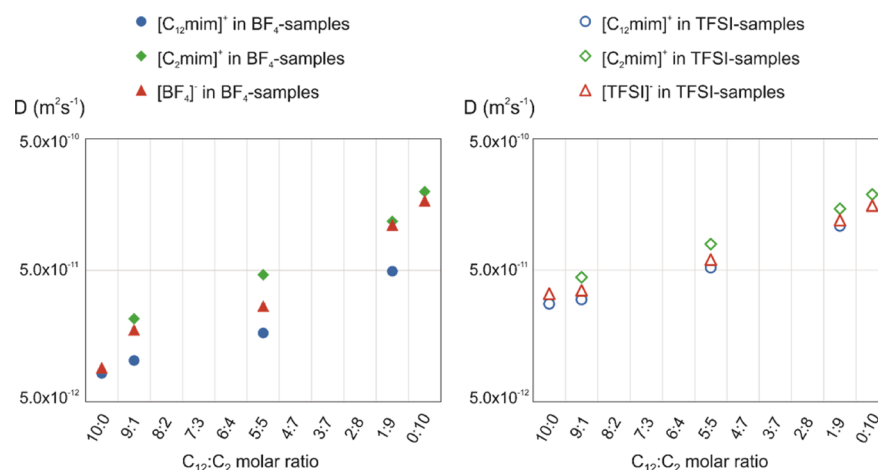 [C₁₂mim]⁺ in BF₄-samples
[C₂mim]⁺ in BF₄-samples
[BF₄]⁻ in BF₄-samples
D (m²s⁻¹)
5.0x10⁻¹⁰
5.0x10⁻¹¹
5.0x10⁻¹²
10:0
9:1
8:2
7:3
6:4
5:5
4:7
3:7
2:8
1:9
0:10
C₁₂:C₂ molar ratio
[C₁₂mim]⁺ in TFSI-samples
[C₂mim]⁺ in TFSI-samples
[TFSI]⁻ in TFSI-samples
D (m²s⁻¹)
5.0x10⁻¹⁰
5.0x10⁻¹¹
5.0x10⁻¹²
10:0
9:1
8:2
7:3
6:4
5:5
4:7
3:7
2:8
1:9
0:10
C₁₂:C₂ molar ratio